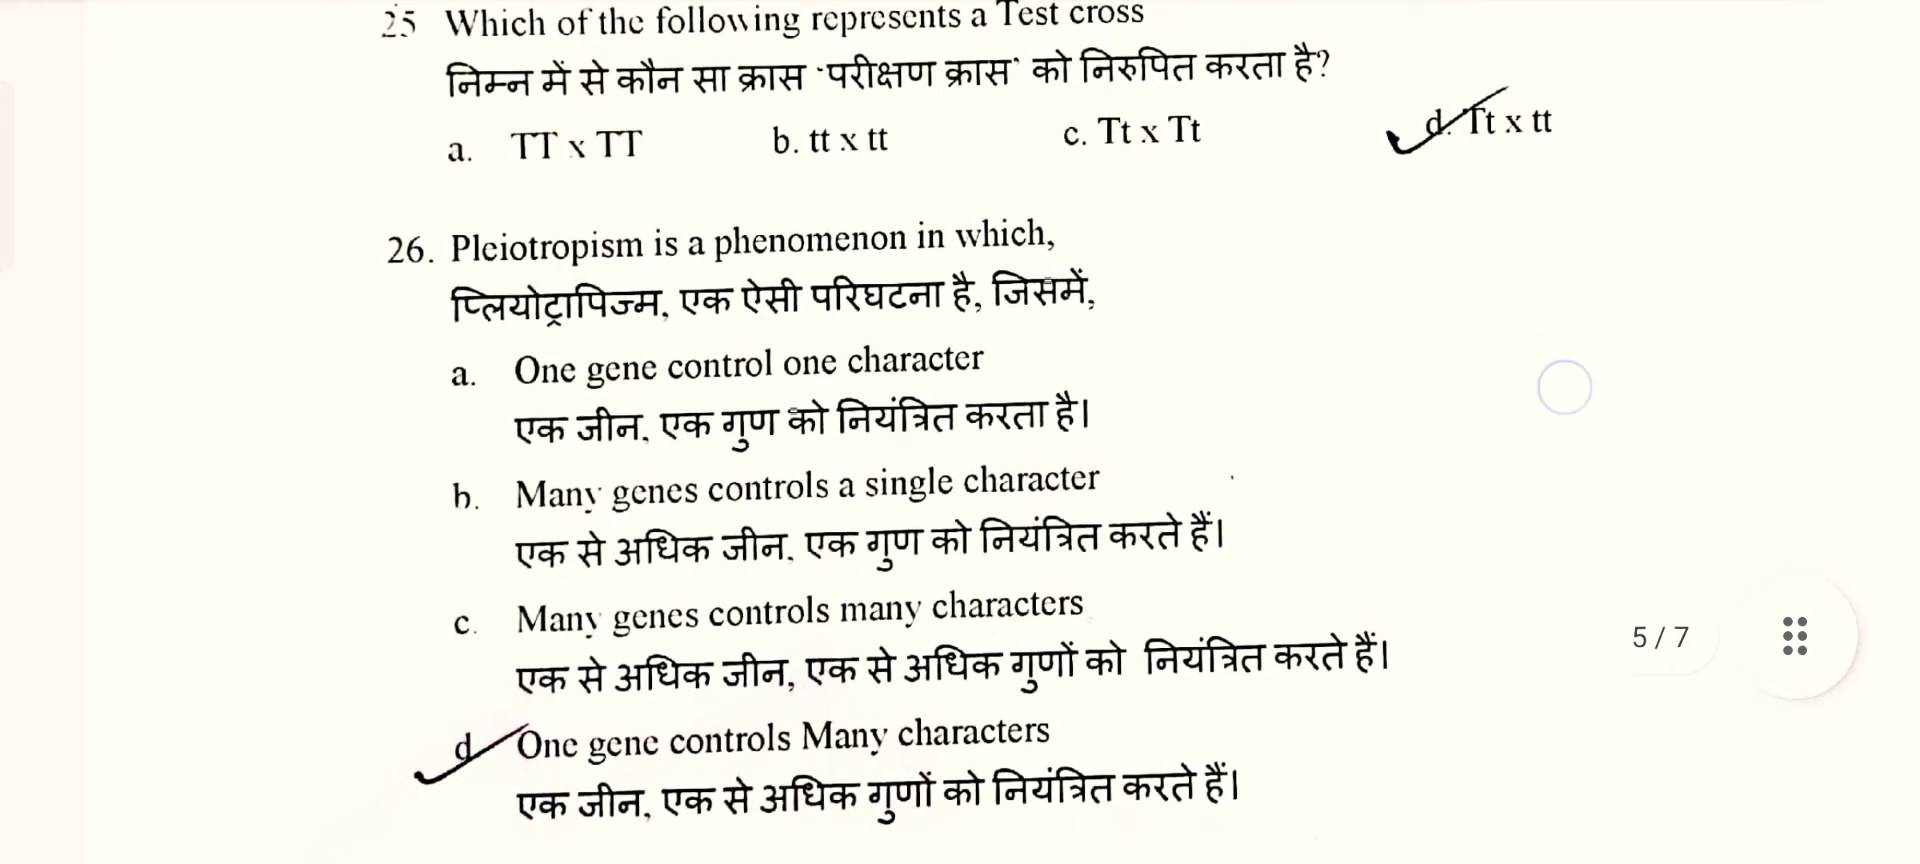 25 Which of the following represents a Test cross
निम्न में से कौन सा क्रास 'परीक्षण क्रास' को निरुपित करता है?
a. TT x TT b. tt x tt c. Tt x Tt d. Tt x tt
26. Pleiotropism is a phenomenon in which,
प्लियोट्रापिज्म, एक ऐसी परिघटना है, जिसमें,
a. One gene control one character
एक जीन, एक गुण को नियंत्रित करता है।
b. Many genes controls a single character
एक से अधिक जीन, एक गुण को नियंत्रित करते हैं।
c. Many genes controls many characters
एक से अधिक जीन, एक से अधिक गुणों को नियंत्रित करते हैं।
5 / 7
d One gene controls Many characters
एक जीन, एक से अधिक गुणों को नियंत्रित करते हैं।